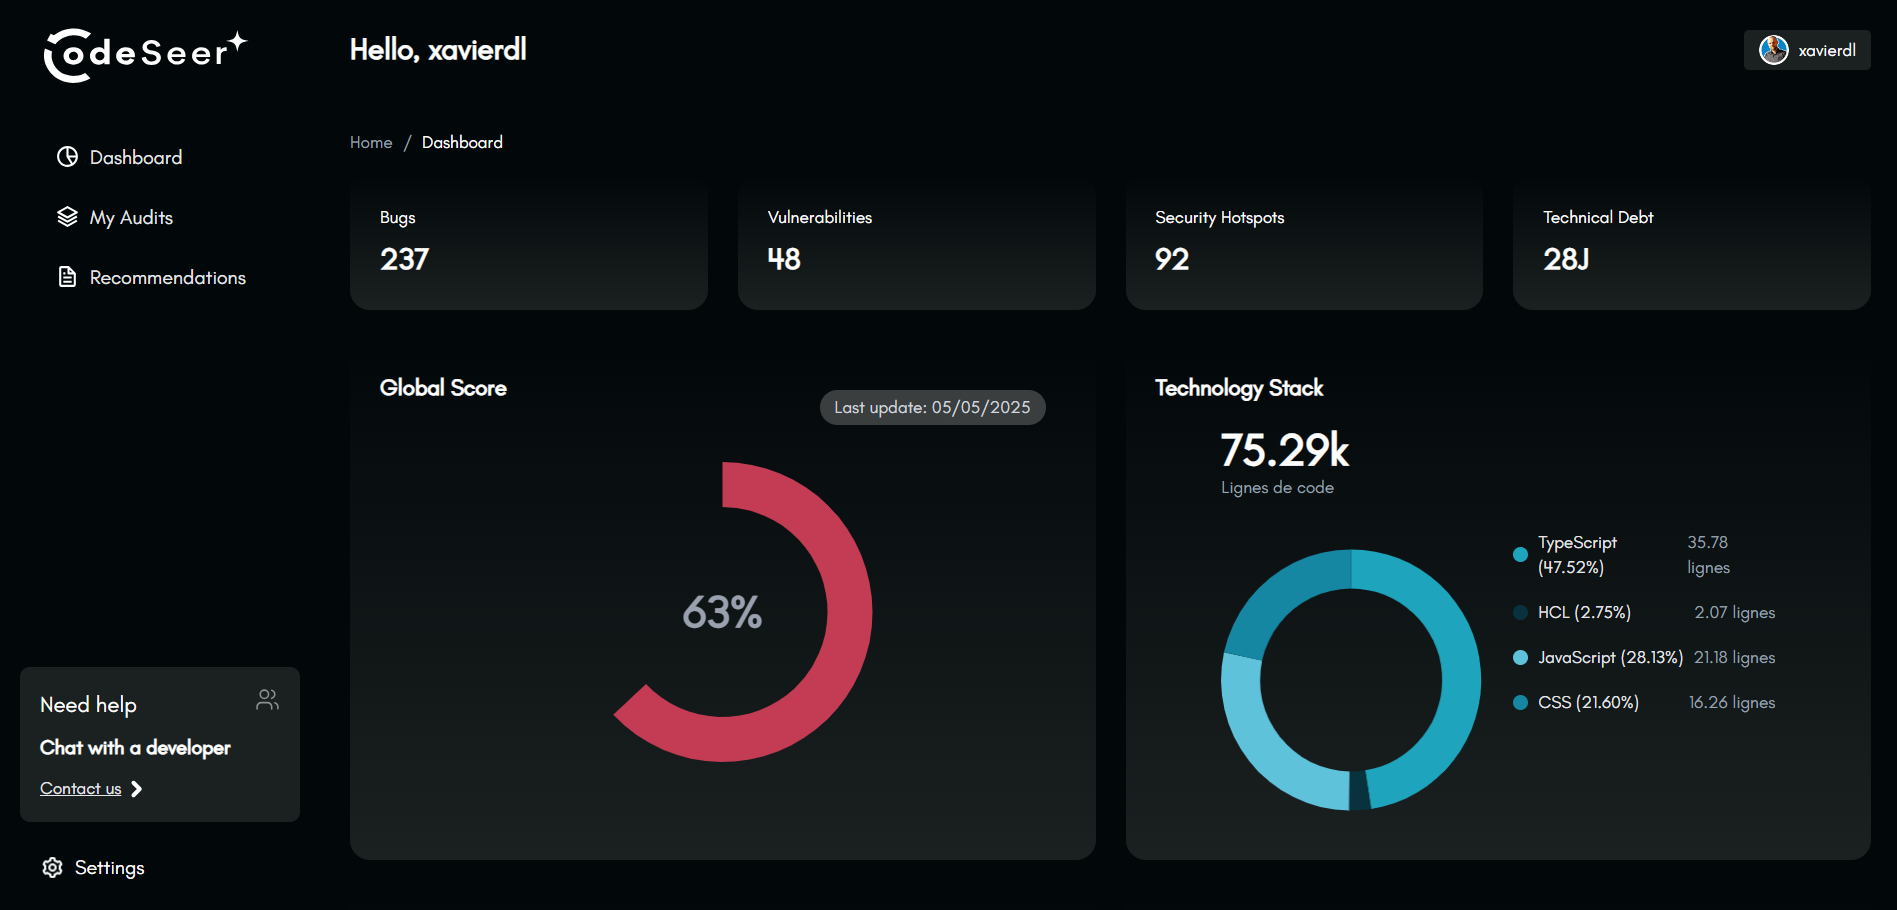 CodeSeer
Hello, xavierdl
xavierdl
Dashboard
My Audits
Recommendations
Home / Dashboard
Bugs
237
Vulnerabilities
48
Security Hotspots
92
Technical Debt
28J
Global Score
Last update: 05/05/2025
63%
Technology Stack
75.29k
Lignes de code
TypeScript
(47.52%)
35.78
lignes
HCL (2.75%) 2.07 lignes
JavaScript (28.13%) 21.18 lignes
CSS (21.60%) 16.26 lignes
Need help
Chat with a developer
Contact us
Settings